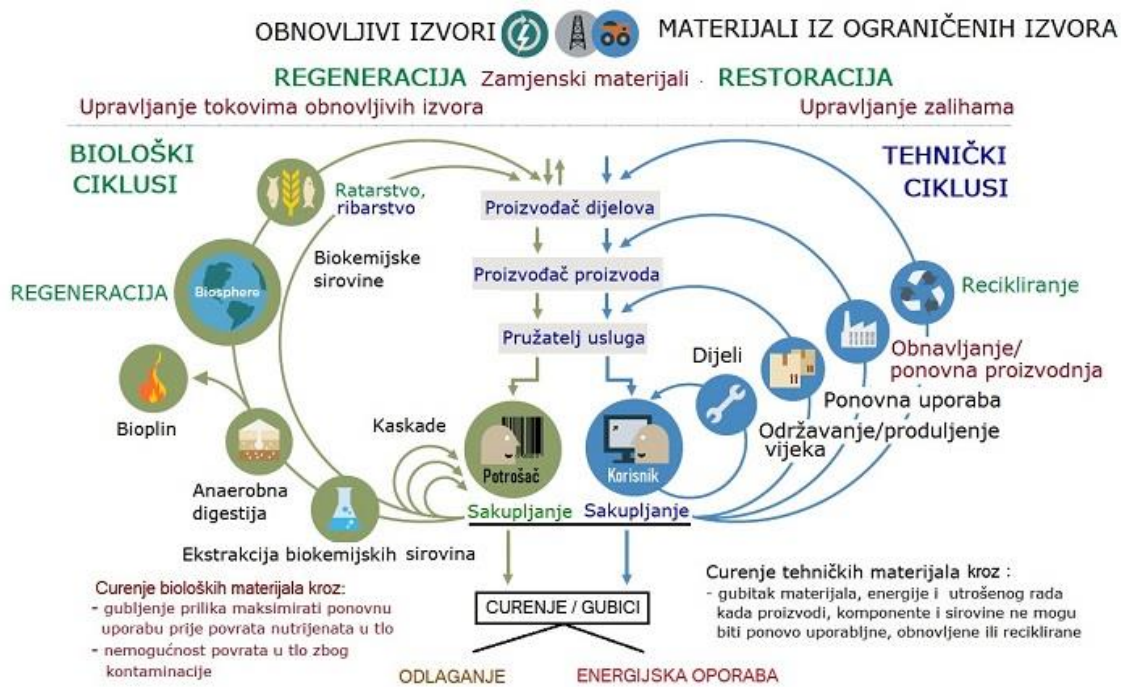 OBNOVLJIVI IZVORI
MATERIJALI IZ OGRANIČENIH IZVORA
REGENERACIJA Zamjenski materijali · RESTORACIJA
Upravljanje tokovima obnovljivih izvora
Upravljanje zalihama
BIOLOŠKI
CIKLUSI
TEHNIČKI
CIKLUSI
Ratarstvo,
ribarstvo
Proizvođač dijelova
Biokemijske
sirovine
Proizvođač proizvoda
REGENERACIJA
Biosphere
Recikliranje
Pružatelj usluga
Dijeli
Obnavljanje/
ponovna proizvodnja
Ponovna uporaba
Bioplin
Kaskade
Održavanje/produljenje
vijeka
Potrošač
Korisnik
Anaerobna
digestija
Sakupljanje
Sakupljanje
Ekstrakcija biokemijskih sirovina
Curenje bioloških materijala kroz:
- gubljenje prilika maksimirati ponovnu
uporabu prije povrata nutrijenata u tlo
- nemogućnost povrata u tlo zbog
kontaminacije
CURENJE / GUBICI
Curenje tehničkih materijala kroz :
- gubitak materijala, energije i utrošenog rada
kada proizvodi, komponente i sirovine ne mogu
biti ponovo uporabljne, obnovljene ili reciklirane
ODLAGANJE
ENERGIJSKA OPORABA